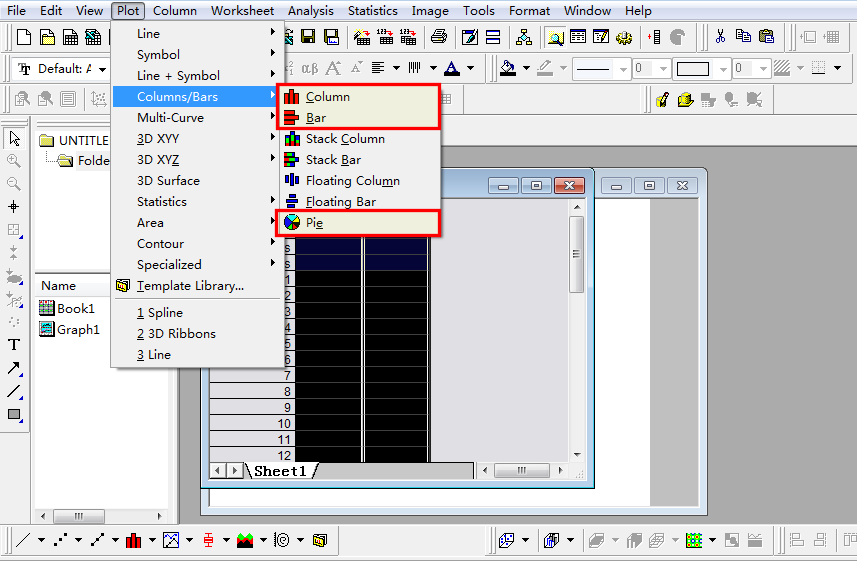 File Edit View Plot Column Worksheet Analysis Statistics Image Tools Format Window Help
Default: A
Line
Symbol
Line + Symbol
Columns/Bars
Multi-Curve
3D XYY
3D XYZ
3D Surface
Statistics
Area
Contour
Specialized
Template Library...
1 Spline
2 3D Ribbons
3 Line
Column
Bar
Stack Column
Stack Bar
Floating Column
Floating Bar
Pie
UNTITLE
Folde
Name
Book1
Graph1
s
s
1
2
3
4
5
6
7
8
9
10
11
12
Sheet1